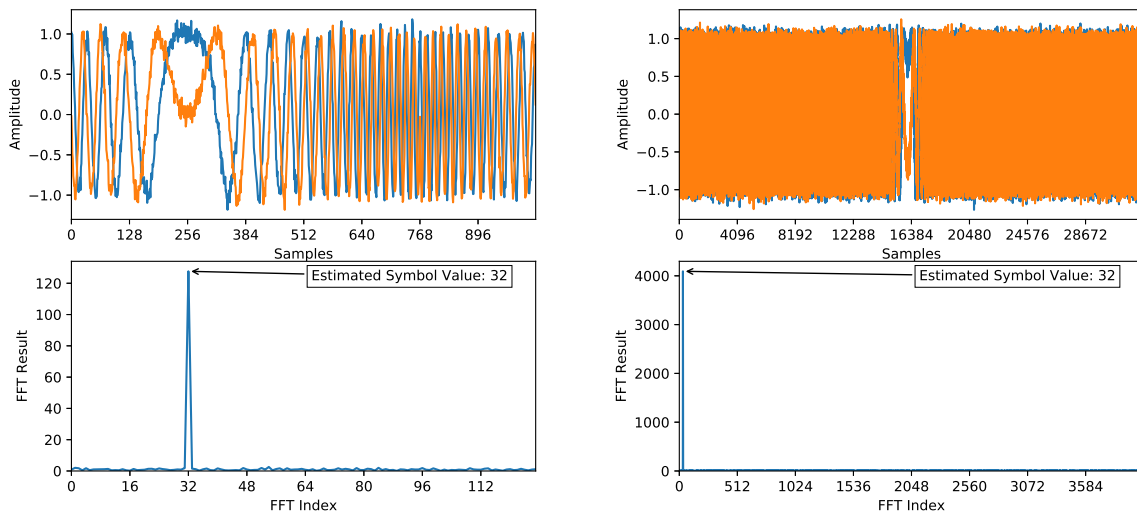 Amplitude
1.0
0.5
0.0
−0.5
−1.0
0 128 256 384 512 640 768 896
Samples
Amplitude
1.0
0.5
0.0
−0.5
−1.0
0 4096 8192 12288 16384 20480 24576 28672
Samples
FFT Result
120
100
80
60
40
20
0
Estimated Symbol Value: 32
0 16 32 48 64 80 96 112
FFT Index
FFT Result
4000
3000
2000
1000
0
Estimated Symbol Value: 32
0 512 1024 1536 2048 2560 3072 3584
FFT Index